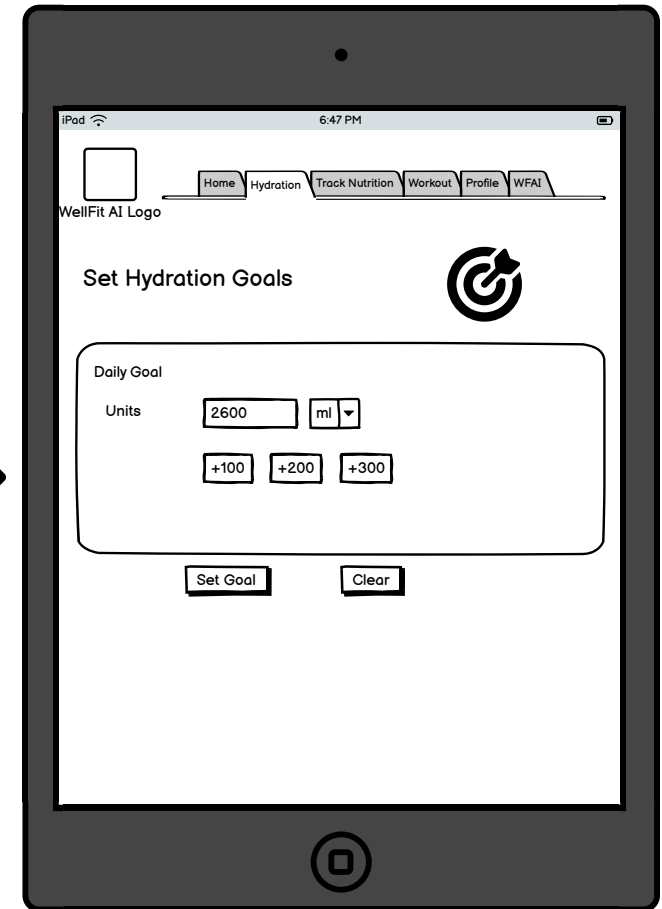 iPad 6:47 PM
Home Hydration Track Nutrition Workout Profile WFAI
WellFit AI Logo
Set Hydration Goals
Daily Goal
Units 2600 ml
+100 +200 +300
Set Goal Clear